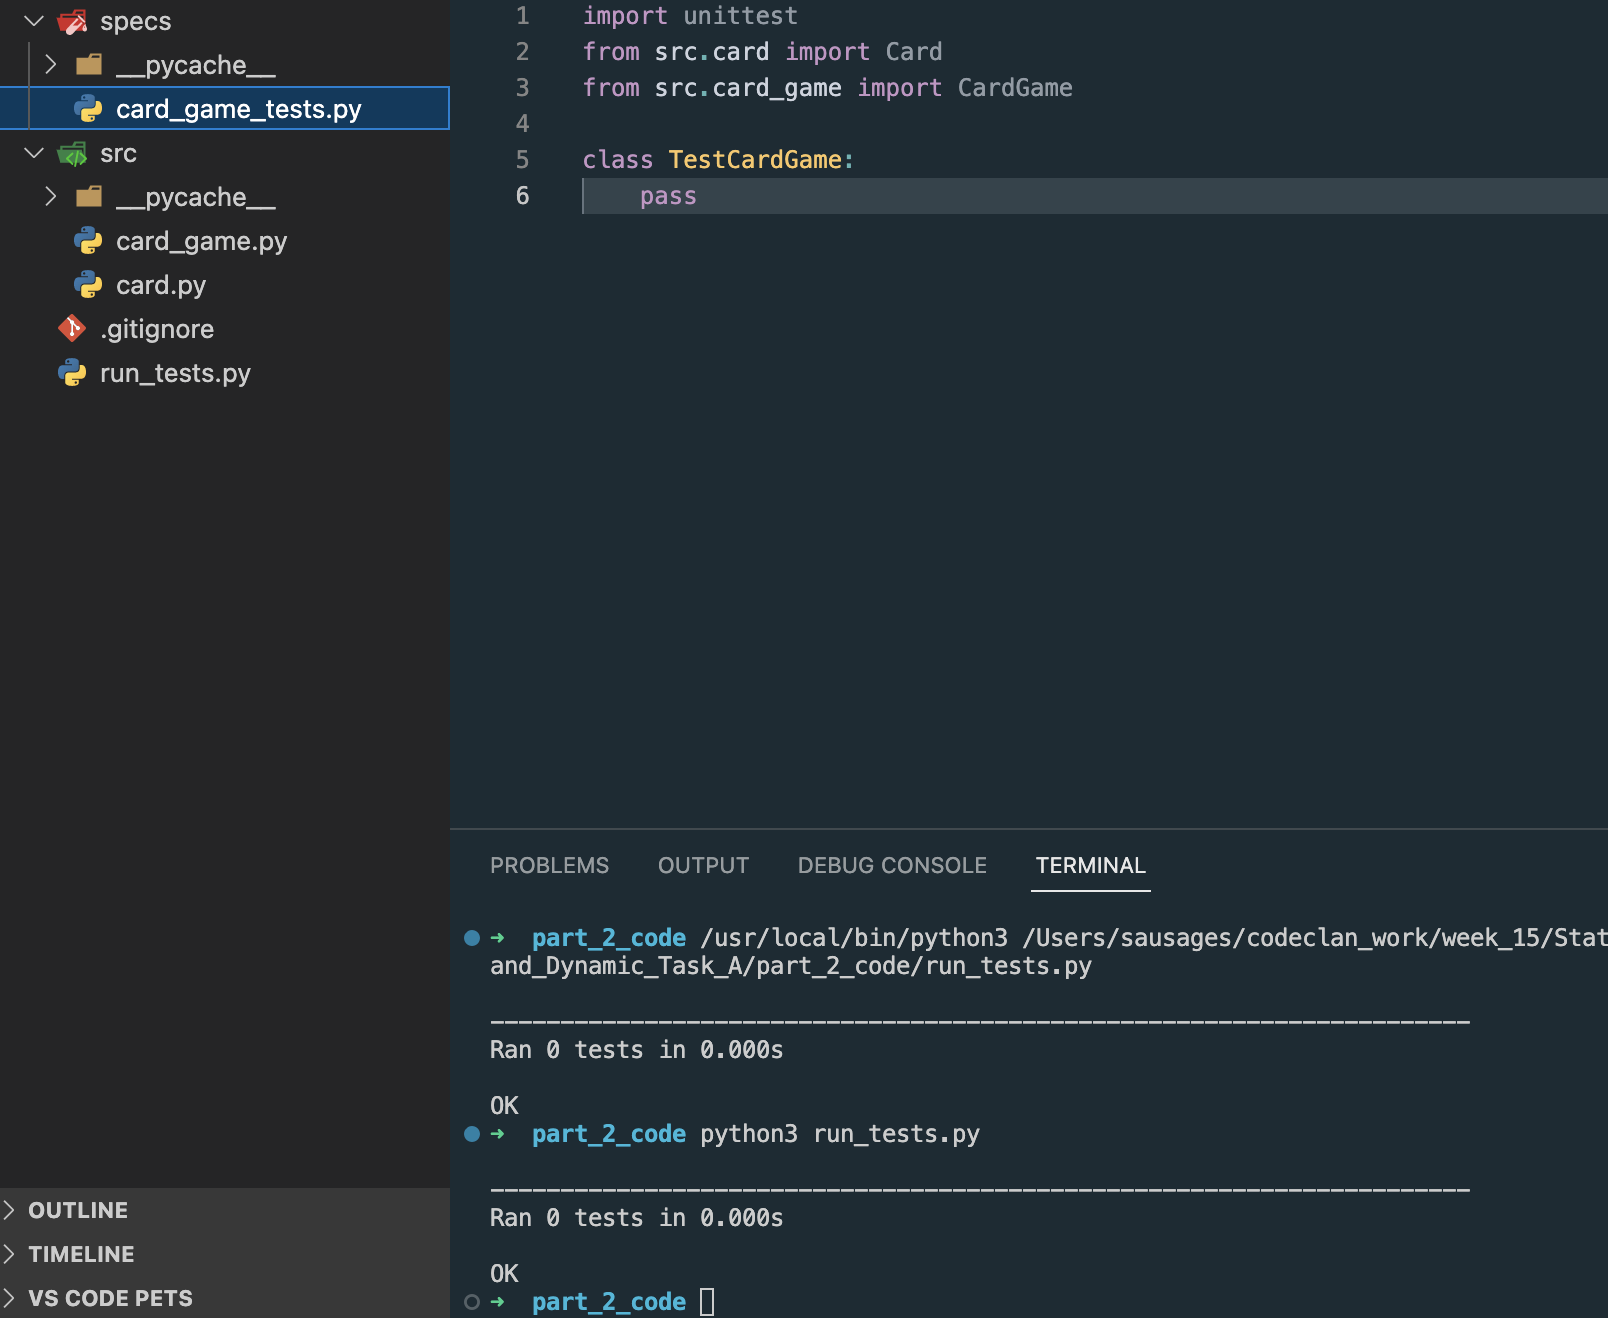 specs
__pycache__
card_game_tests.py
src
__pycache__
card_game.py
card.py
.gitignore
run_tests.py
OUTLINE
TIMELINE
VS CODE PETS
1 import unittest
2 from src.card import Card
3 from src.card_game import CardGame
4
5 class TestCardGame:
6 pass
PROBLEMS OUTPUT DEBUG CONSOLE TERMINAL
➜ part_2_code /usr/local/bin/python3 /Users/sausages/codeclan_work/week_15/Stat
and_Dynamic_Task_A/part_2_code/run_tests.py
----------------------------------------------------------------------
Ran 0 tests in 0.000s
OK
➜ part_2_code python3 run_tests.py
----------------------------------------------------------------------
Ran 0 tests in 0.000s
OK
➜ part_2_code